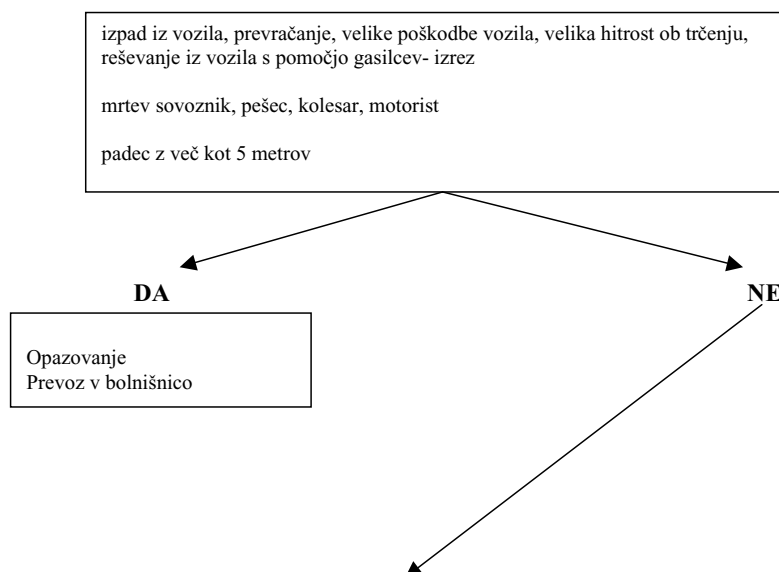 izpad iz vozila, prevračanje, velike poškodbe vozila, velika hitrost ob trčenju,
reševanje iz vozila s pomočjo gasilcev- izrez
mrtev sovoznik, pešec, kolesar, motorist
padec z več kot 5 metrov
DA
NE
Opazovanje
Prevoz v bolnišnico